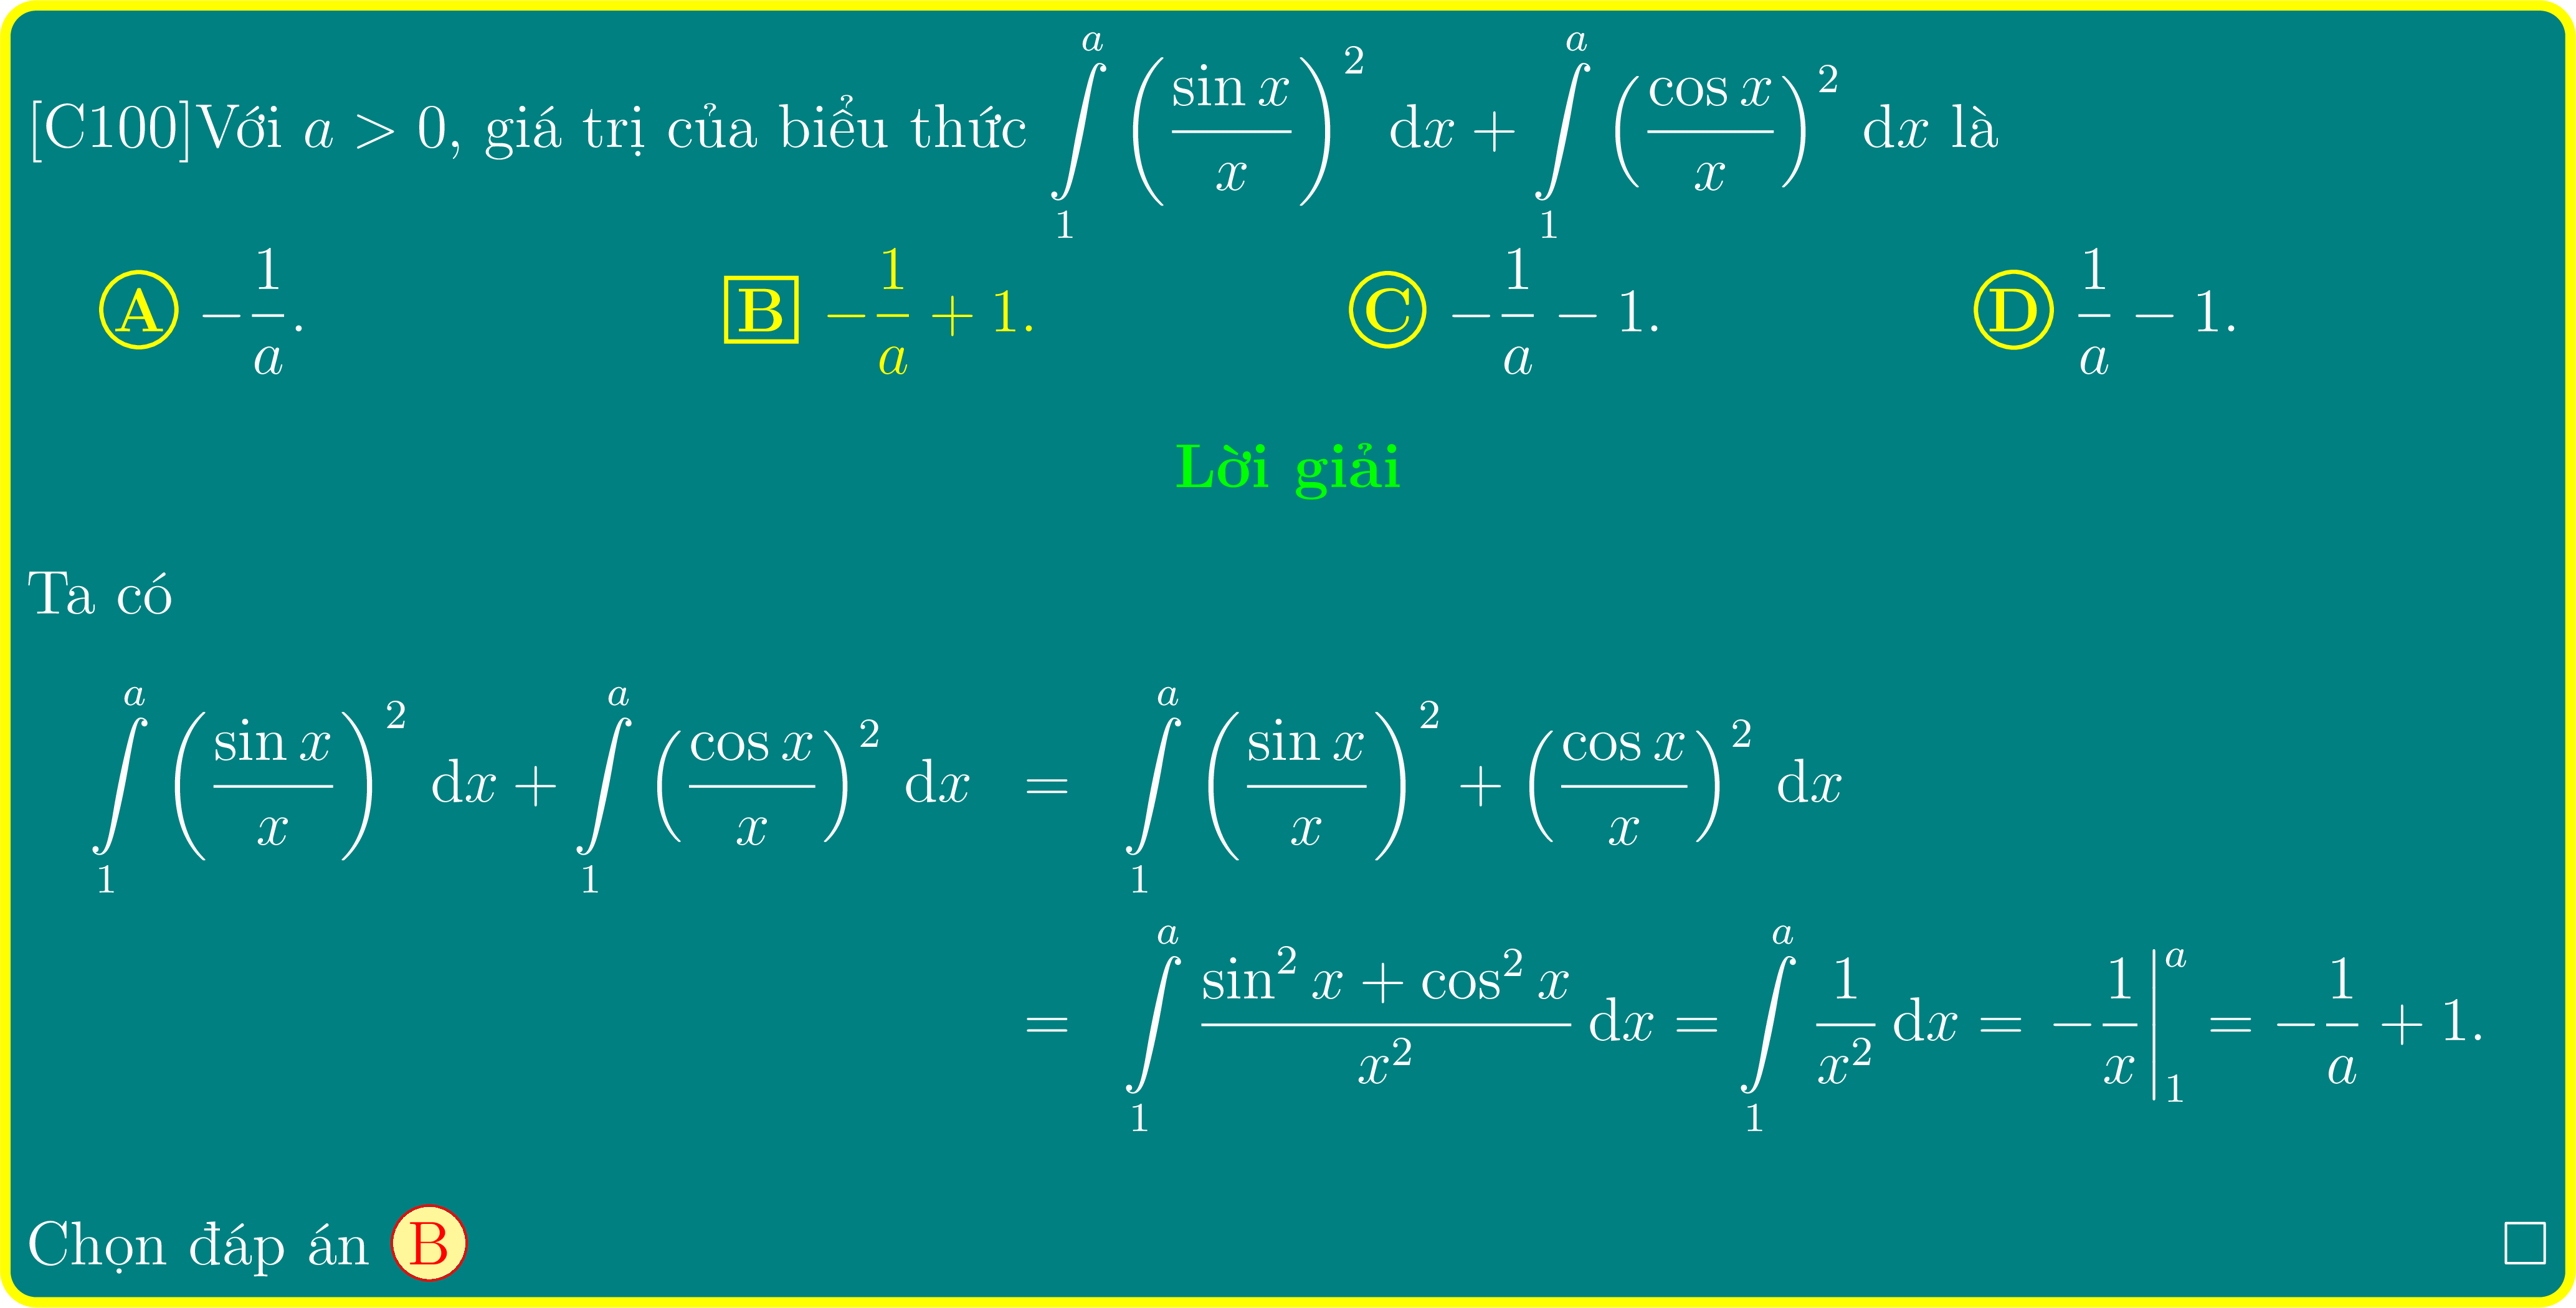 [C100]Với $a > 0$, giá trị của biểu thức $\int\limits_1^a \left(\frac{\sin x}{x}\right)^2 \mathrm{d}x + \int\limits_1^a \left(\frac{\cos x}{x}\right)^2 \mathrm{d}x$ là
A $-\frac{1}{a}$. B $-\frac{1}{a} + 1$. C $-\frac{1}{a} - 1$. D $\frac{1}{a} - 1$.
Lời giải
Ta có
$\int\limits_1^a \left(\frac{\sin x}{x}\right)^2 \mathrm{d}x + \int\limits_1^a \left(\frac{\cos x}{x}\right)^2 \mathrm{d}x = \int\limits_1^a \left(\frac{\sin x}{x}\right)^2 + \left(\frac{\cos x}{x}\right)^2 \mathrm{d}x$
$= \int\limits_1^a \frac{\sin^2 x + \cos^2 x}{x^2} \mathrm{d}x = \int\limits_1^a \frac{1}{x^2} \mathrm{d}x = -\frac{1}{x}\Big|_1^a = -\frac{1}{a} + 1.$
Chọn đáp án B □